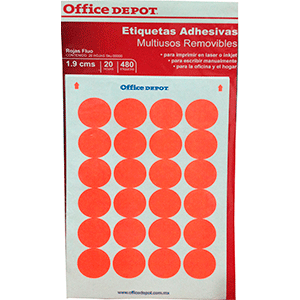 Office DEPOT
Etiquetas Adhesivas
Multiusos Removibles
Rojas Fluo
1.9 cms
20
480
• para imprimir en laser o inkjet
• para escribir manualmente
• para la oficina y el hogar
Office DEPOT
www.officedepot.com.mx